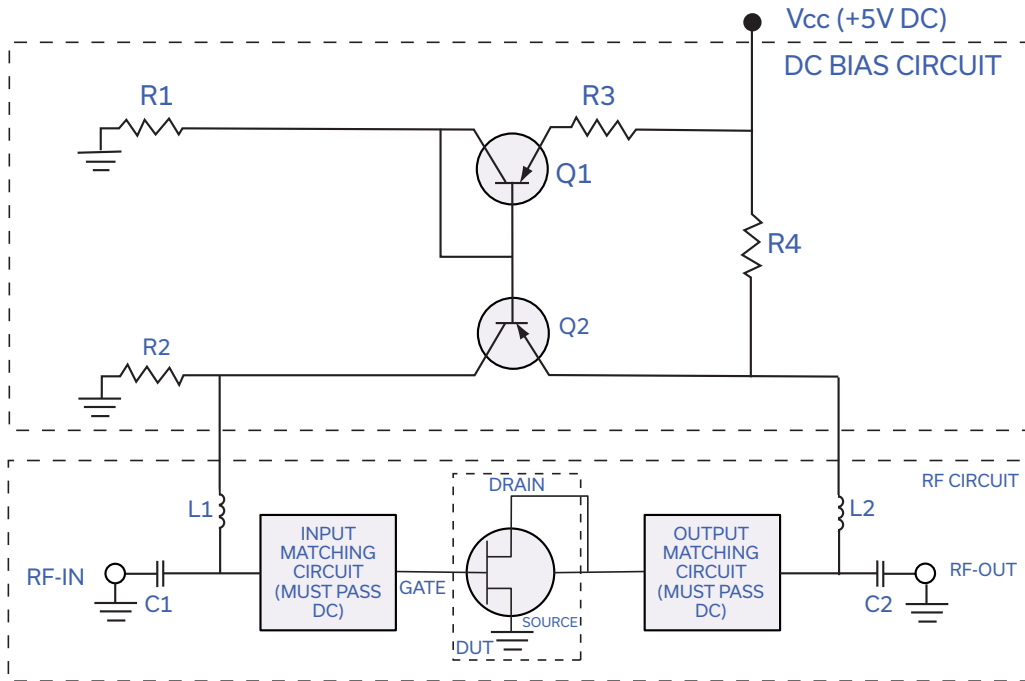 Vcc (+5V DC)
DC BIAS CIRCUIT
R1
R3
Q1
R4
Q2
R2
RF CIRCUIT
DRAIN
L1
L2
INPUT
MATCHING
CIRCUIT
(MUST PASS
DC)
OUTPUT
MATCHING
CIRCUIT
(MUST PASS
DC)
RF-IN
C1
GATE
SOURCE
DUT
C2
RF-OUT